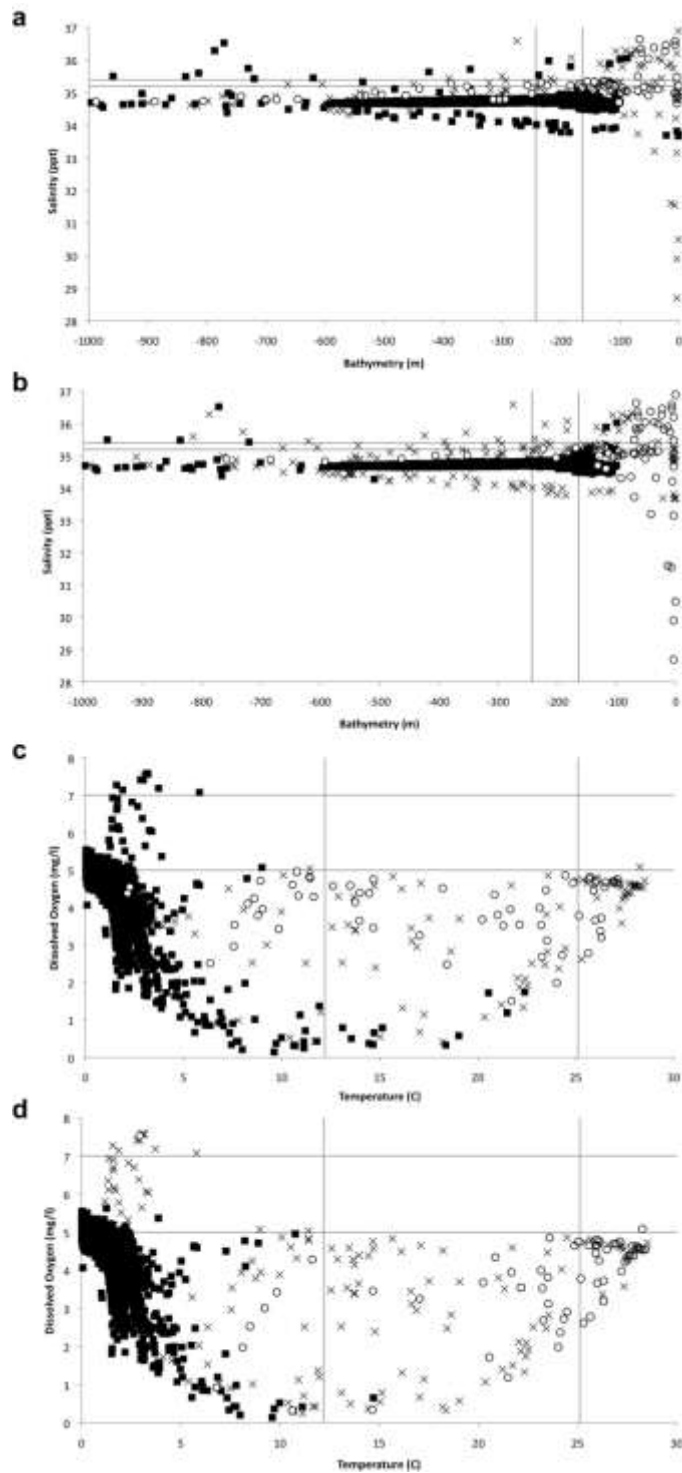 a
37
36
35
34
33
32
31
30
29
28
Salinity (ppt)
-1000 -900 -800 -700 -600 -500 -400 -300 -200 -100 0
Bathymetry (m)
b
37
36
35
34
33
32
31
30
29
28
Salinity (ppt)
-1000 -900 -800 -700 -600 -500 -400 -300 -200 -100 0
Bathymetry (m)
c
8
7
6
5
4
3
2
1
0
Dissolved Oxygen (mg/l)
0 5 10 15 20 25 30
Temperature (C)
d
8
7
6
5
4
3
2
1
0
Dissolved Oxygen (mg/l)
0 5 10 15 20 25 30
Temperature (C)